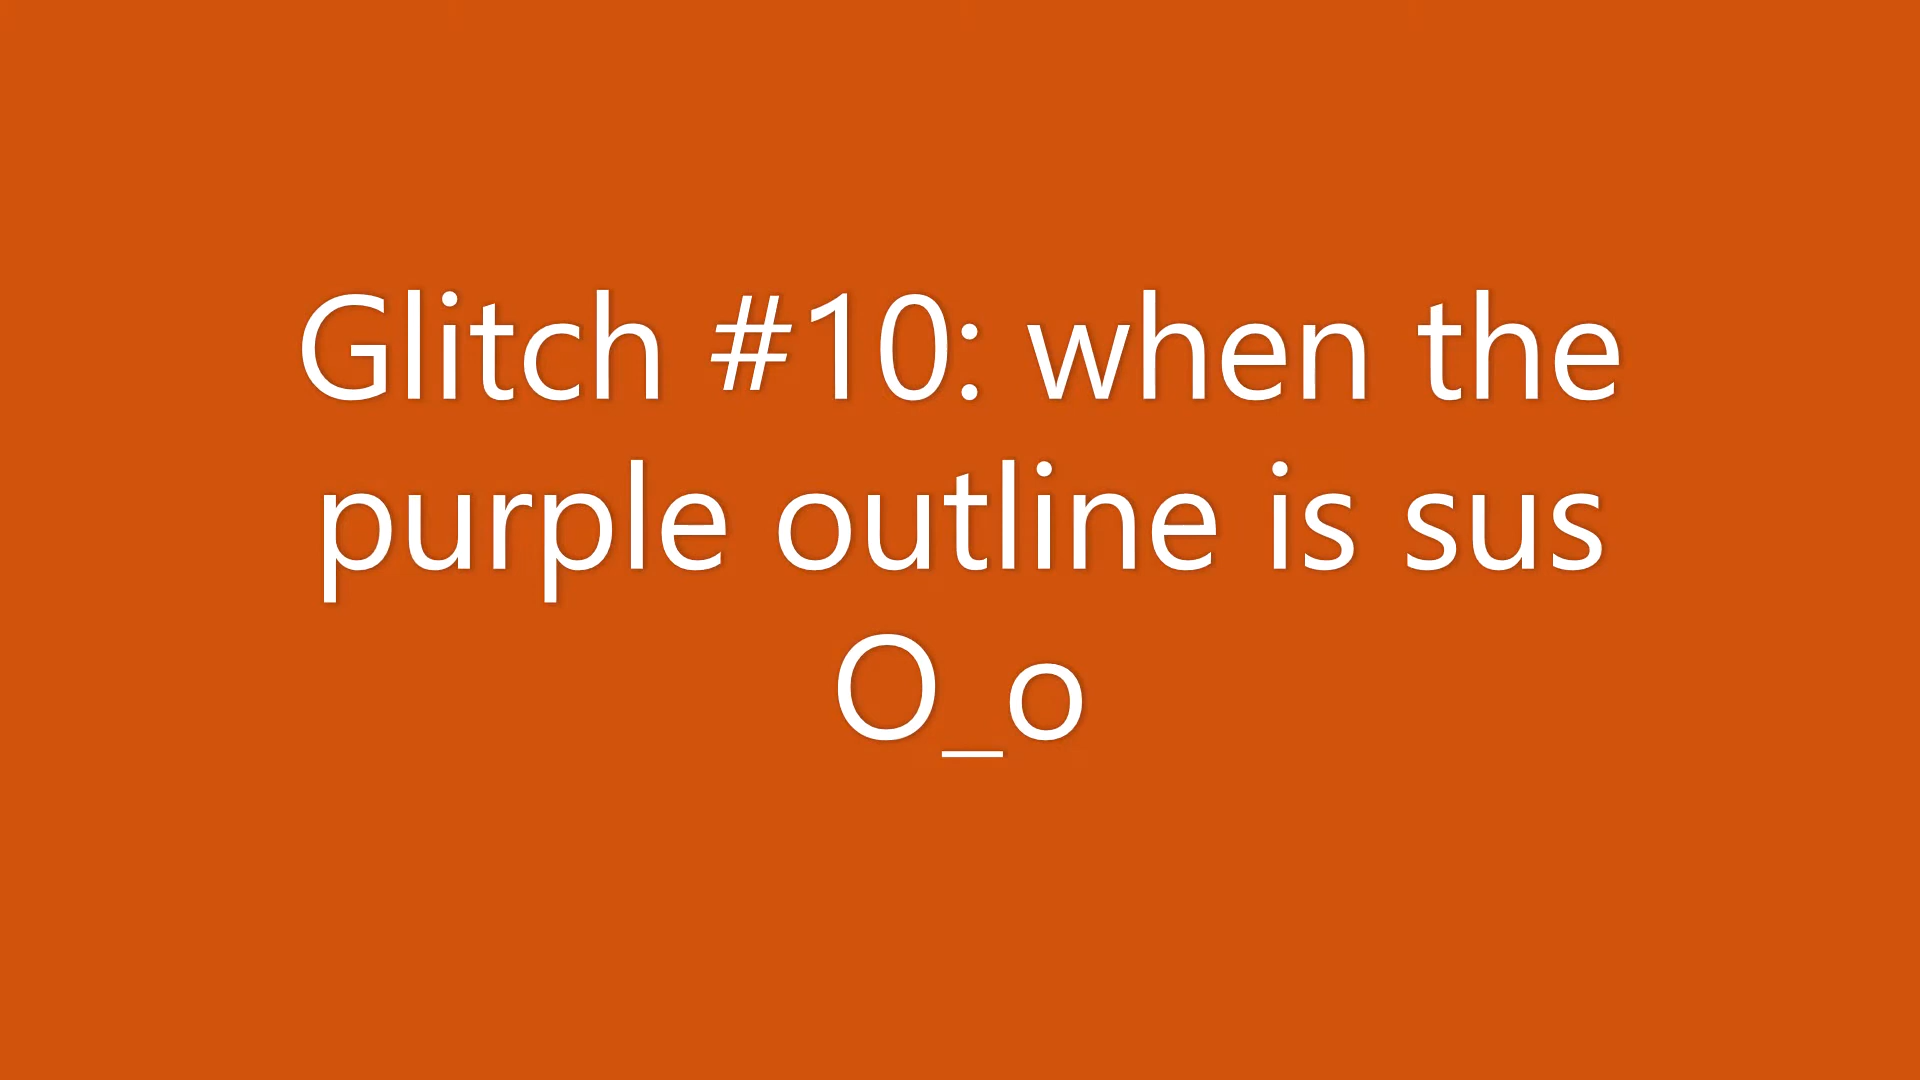 Glitch #10: when the
purple outline is sus
O_o